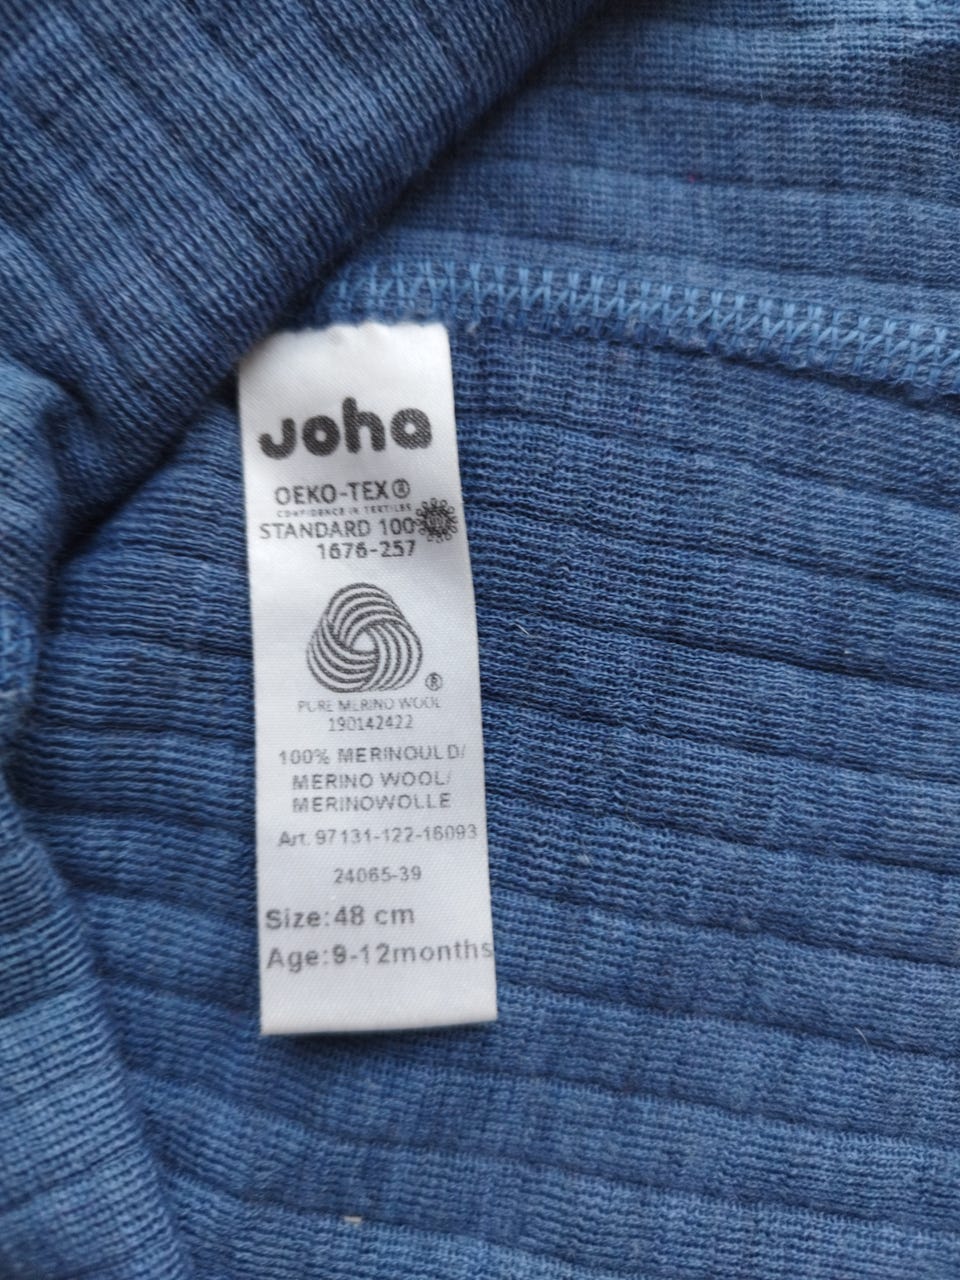 Joha
OEKO-TEX®
CONFIDENCE IN TEXTILES
STANDARD 100
1676-257
®
PURE MERINO WOOL
190142422
100% MERINOULD/
MERINO WOOL/
MERINOWOLLE
Art. 97131-122-16093
24065-39
Size:48 cm
Age:9-12months